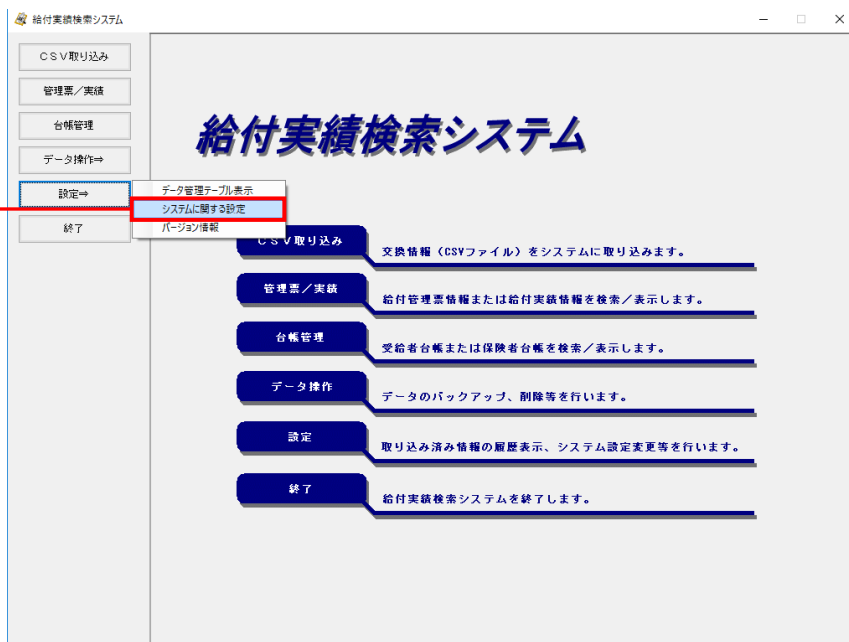 給付実績検索システム
CSV取り込み
管理票／実績
台帳管理
データ操作⇒
設定⇒
終了
データ管理テーブル表示
システムに関する設定
バージョン情報
給付実績検索システム
CSV取り込み
交換情報（CSVファイル）をシステムに取り込みます。
管理票／実績
給付管理票情報または給付実績情報を検索／表示します。
台帳管理
受給者台帳または保険者台帳を検索／表示します。
データ操作
データのバックアップ、削除等を行います。
設定
取り込み済み情報の履歴表示、システム設定変更等を行います。
終了
給付実績検索システムを終了します。